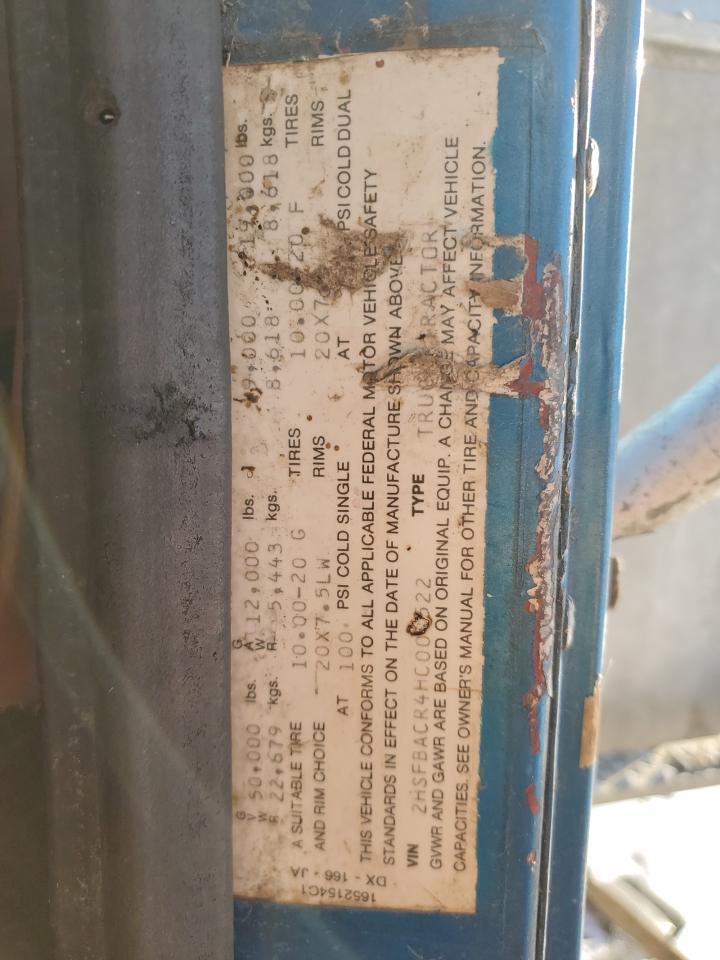 GVWR 50,000 lbs. GAWR 12,000 lbs. 19,000 19,000 lbs.
22,679 kgs. 5,443 kgs. 8,618 8,618 kgs.
A SUITABLE TIRE 10.00-20 G TIRES 10.00-20 F TIRES
AND RIM CHOICE 20X7.5LW RIMS RIMS
AT 100 PSI COLD SINGLE AT PSI COLD DUAL
THIS VEHICLE CONFORMS TO ALL APPLICABLE FEDERAL MOTOR VEHICLE SAFETY
STANDARDS IN EFFECT ON THE DATE OF MANUFACTURE SHOWN ABOVE
VIN TYPE TRUCK TRACTOR
GVWR AND GAWR ARE BASED ON ORIGINAL EQUIP. A CHANGE MAY AFFECT VEHICLE
CAPACITIES. SEE OWNER'S MANUAL FOR OTHER TIRE AND CAPACITY INFORMATION.
1652154C1
DX - 166 - JA